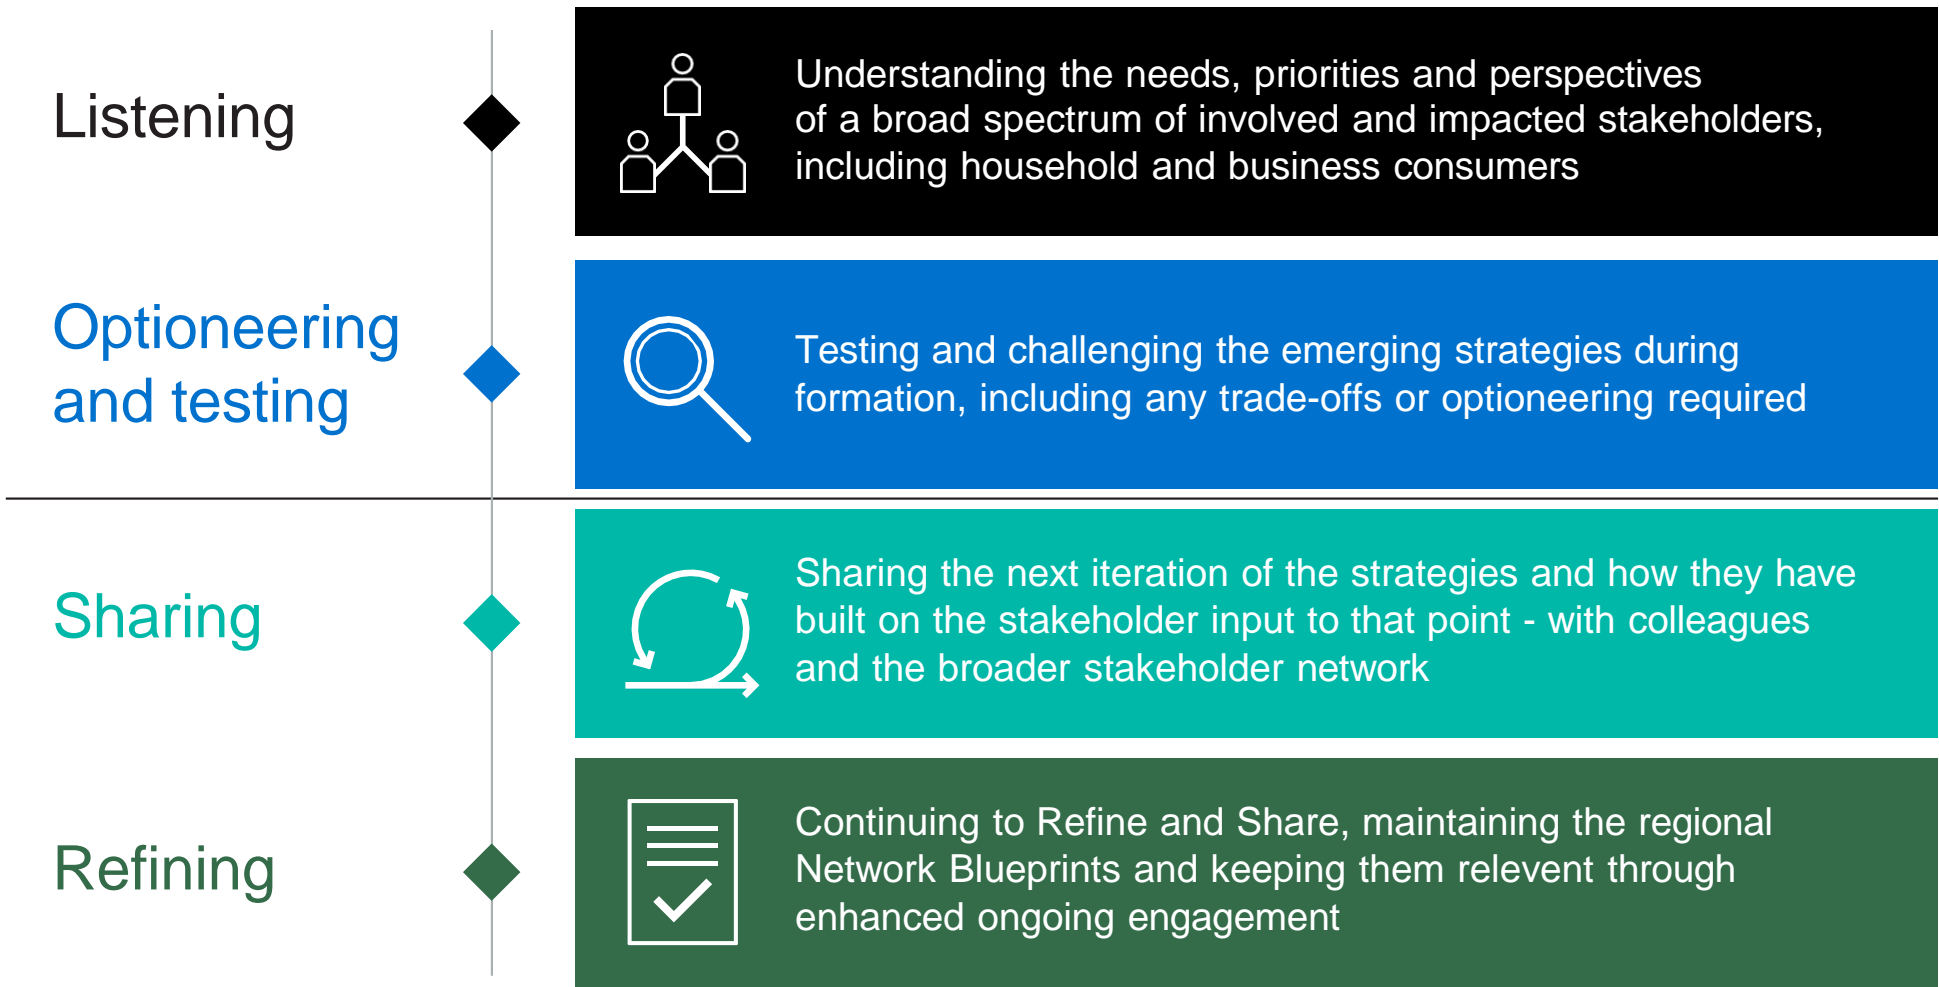 Listening
Understanding the needs, priorities and perspectives
of a broad spectrum of involved and impacted stakeholders,
including household and business consumers
Optioneering
and testing
Testing and challenging the emerging strategies during
formation, including any trade-offs or optioneering required
Sharing
Sharing the next iteration of the strategies and how they have
built on the stakeholder input to that point - with colleagues
and the broader stakeholder network
Refining
Continuing to Refine and Share, maintaining the regional
Network Blueprints and keeping them relevent through
enhanced ongoing engagement